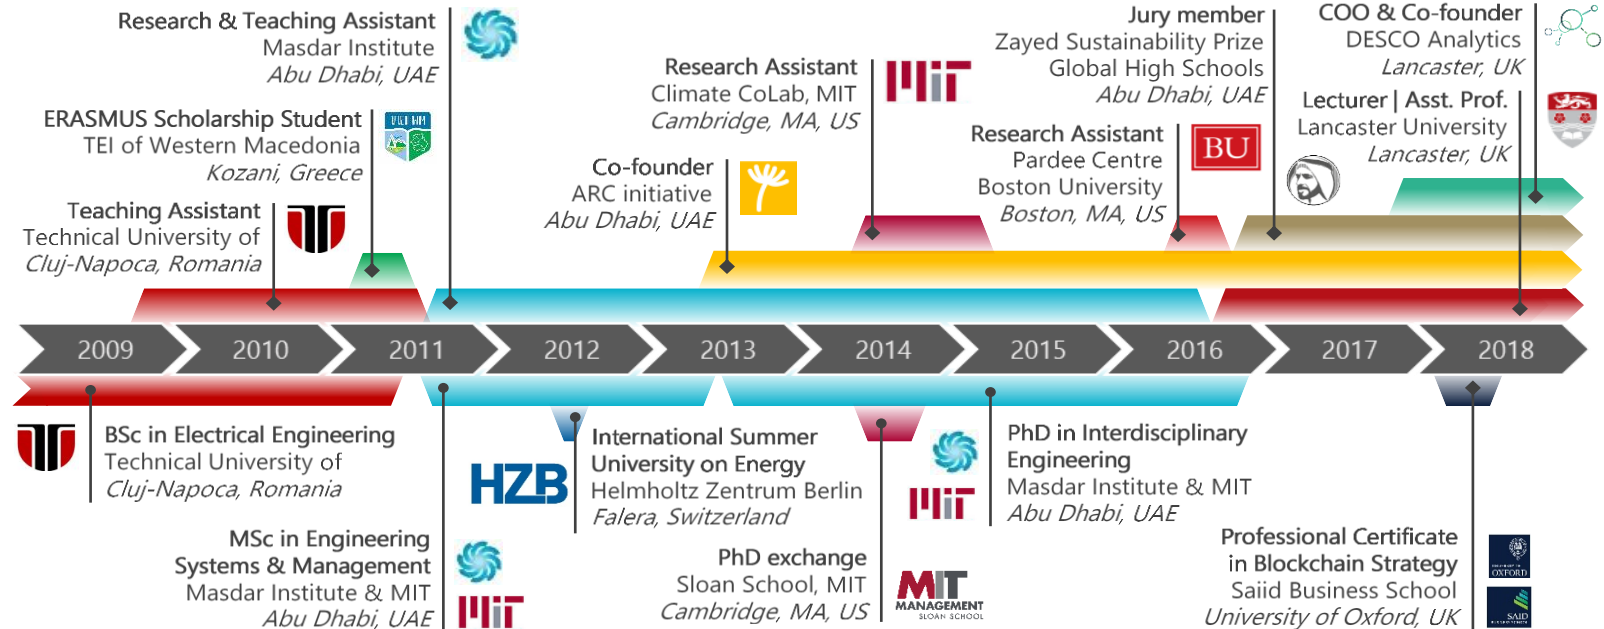 Research & Teaching Assistant
Masdar Institute
Abu Dhabi, UAE
ERASMUS Scholarship Student
TEI of Western Macedonia
Kozani, Greece
Teaching Assistant
Technical University of
Cluj-Napoca, Romania
Co-founder
ARC initiative
Abu Dhabi, UAE
Research Assistant
Climate CoLab, MIT
Cambridge, MA, US
MIT
Research Assistant
Pardee Centre
Boston University
Boston, MA, US
BU
Jury member
Zayed Sustainability Prize
Global High Schools
Abu Dhabi, UAE
COO & Co-founder
DESCO Analytics
Lancaster, UK
Lecturer | Asst. Prof.
Lancaster University
Lancaster, UK
2009
2010
2011
2012
2013
2014
2015
2016
2017
2018
BSc in Electrical Engineering
Technical University of
Cluj-Napoca, Romania
MSc in Engineering
Systems & Management
Masdar Institute & MIT
Abu Dhabi, UAE
MIT
HZB
International Summer
University on Energy
Helmholtz Zentrum Berlin
Falera, Switzerland
PhD exchange
Sloan School, MIT
Cambridge, MA, US
MIT
MANAGEMENT
SLOAN SCHOOL
MIT
PhD in Interdisciplinary
Engineering
Masdar Institute & MIT
Abu Dhabi, UAE
Professional Certificate
in Blockchain Strategy
Saiid Business School
University of Oxford, UK
OXFORD
SAID